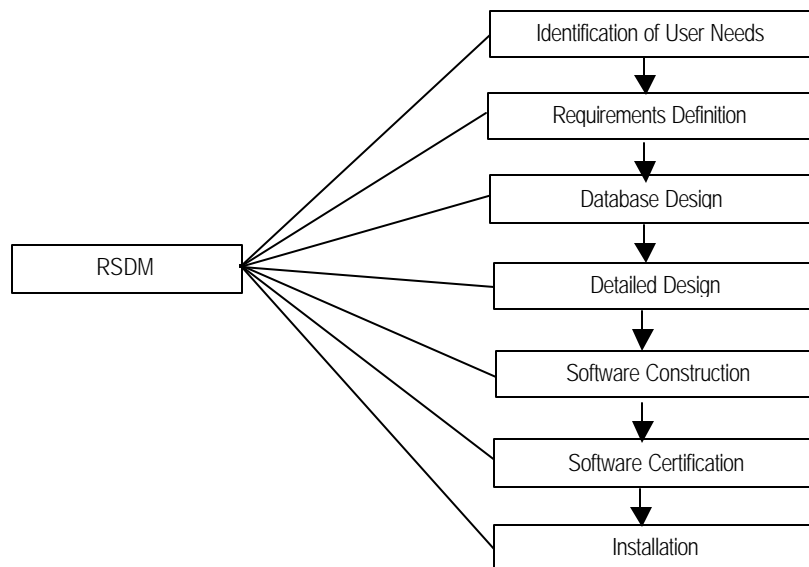 Identification of User Needs
Requirements Definition
Database Design
RSDM
Detailed Design
Software Construction
Software Certification
Installation